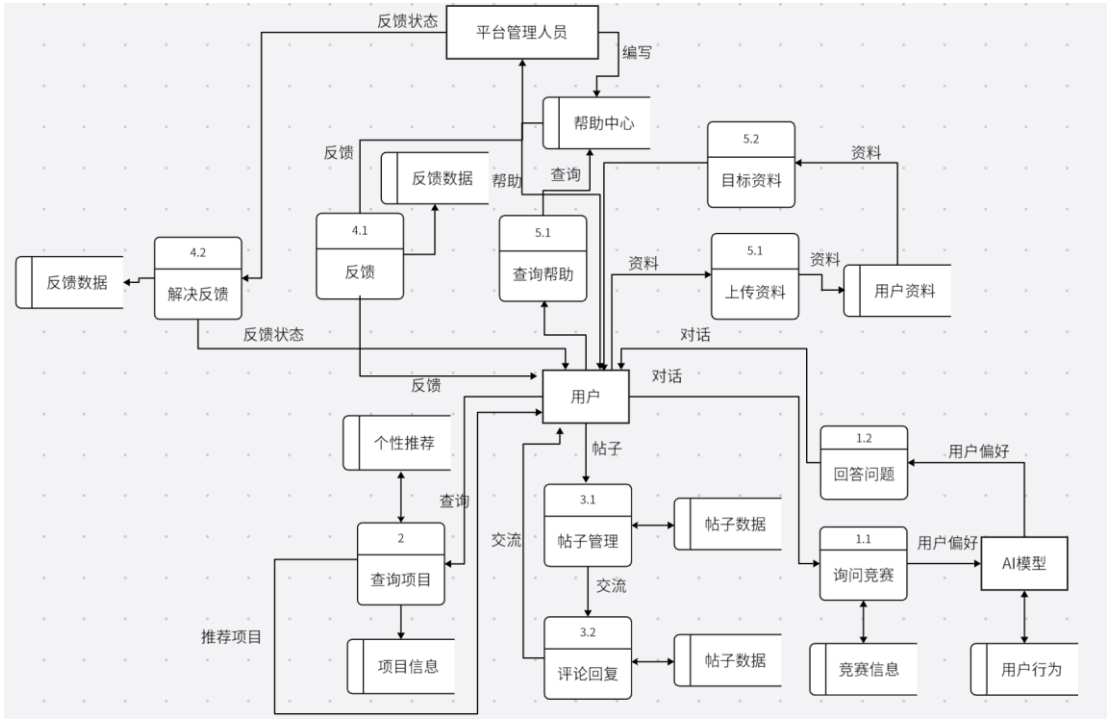 反馈状态
平台管理人员
编写
帮助中心
反馈
反馈数据
帮助
查询
5.2
目标资料
资料
4.2
解决反馈
反馈数据
4.1
反馈
5.1
查询帮助
资料
5.1
上传资料
资料
用户资料
反馈状态
反馈
用户
对话
对话
个性推荐
查询
帖子
1.2
回答问题
用户偏好
2
查询项目
交流
3.1
帖子管理
帖子数据
1.1
询问竞赛
用户偏好
AI模型
交流
推荐项目
项目信息
3.2
评论回复
帖子数据
竞赛信息
用户行为